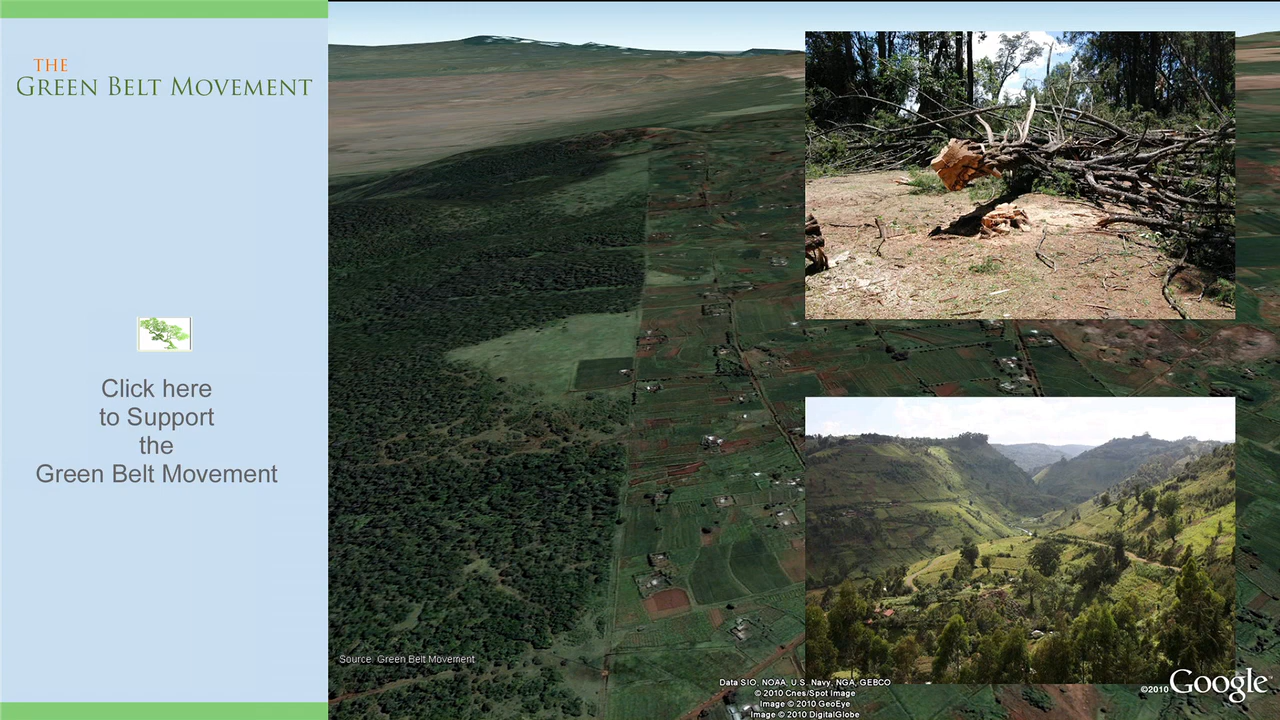 THE
GREEN BELT MOVEMENT
Click here
to Support
the
Green Belt Movement
Source: Green Belt Movement
Data SIO, NOAA, U.S. Navy, NGA, GEBCO
© 2010 Cnes/Spot Image
Image © 2010 GeoEye
Image © 2010 DigitalGlobe
©2010 Google